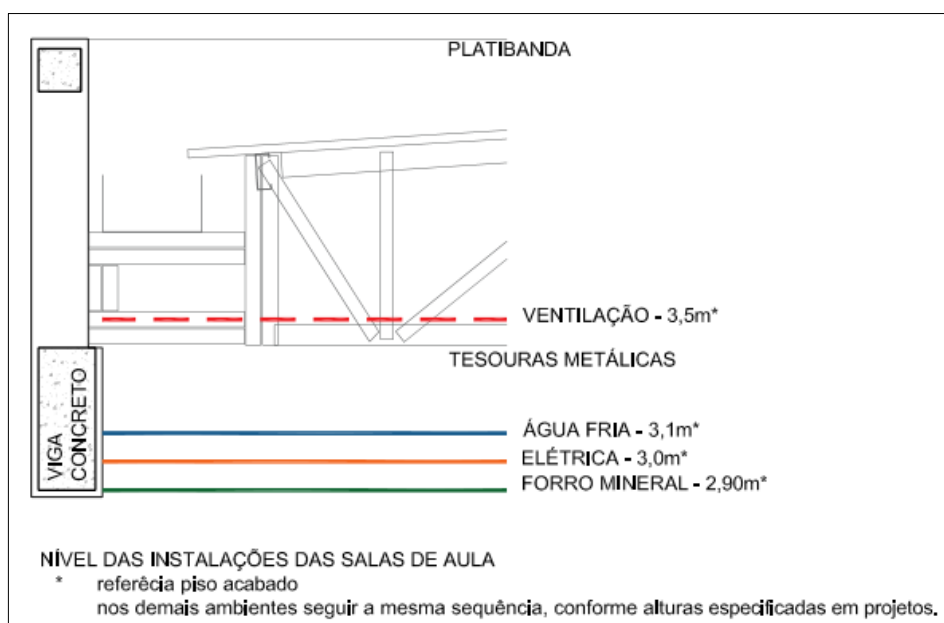 PLATIBANDA
VENTILAÇÃO - 3,5m*
TESOURAS METÁLICAS
VIGA
CONCRETO
ÁGUA FRIA - 3,1m*
ELÉTRICA - 3,0m*
FORRO MINERAL - 2,90m*
NÍVEL DAS INSTALAÇÕES DAS SALAS DE AULA
* referêcia piso acabado
nos demais ambientes seguir a mesma sequência, conforme alturas especificadas em projetos.